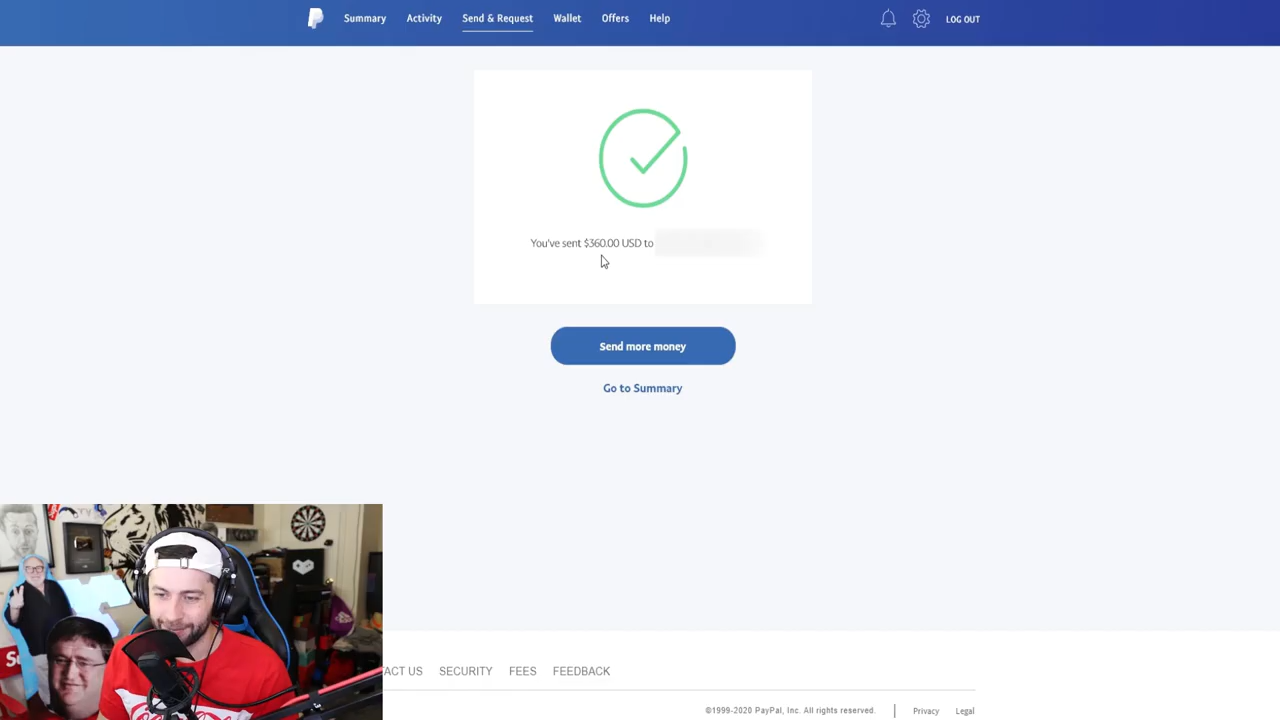 Summary Activity Send & Request Wallet Offers Help LOG OUT
You've sent $360.00 USD to
Send more money
Go to Summary
ACT US SECURITY FEES FEEDBACK
©1999-2020 PayPal, Inc. All rights reserved. | Privacy Legal